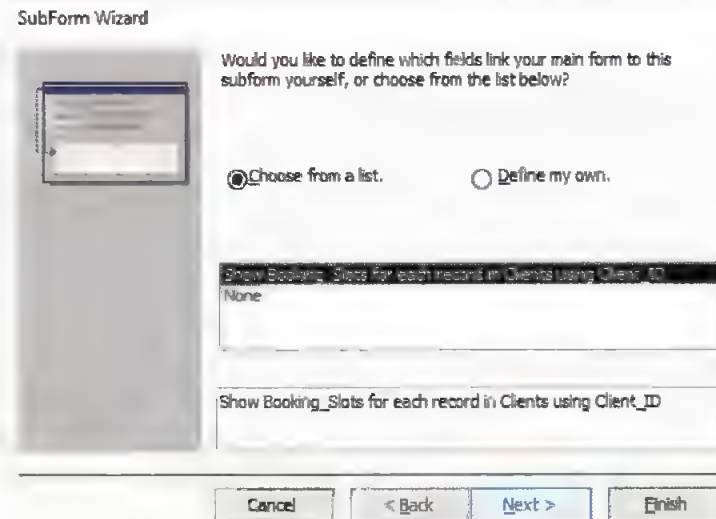 SubForm Wizard
Would you like to define which fields link your main form to this
subform yourself, or choose from the list below?
Choose from a list.
Define my own.
Show Booking_Slots for each record in Clients using Client_ID
None
Show Booking_Slots for each record in Clients using Client_ID
Cancel
< Back
Next >
Finish